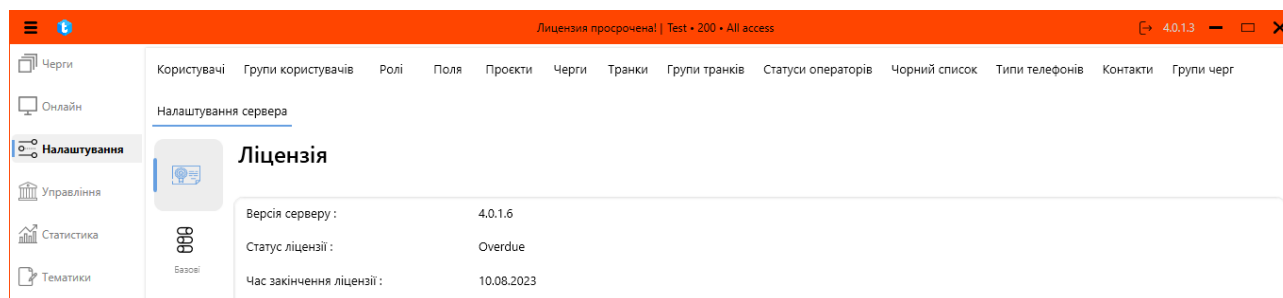 Лицензия просрочена! | Test • 200 • All access
4.0.1.3
Черги
Онлайн
Налаштування
Управління
Статистика
Тематики
Користувачі Групи користувачів Ролі Поля Проєкти Черги Транки Групи транків Статуси операторів Чорний список Типи телефонів Контакти Групи черг
Налаштування сервера
Базові
Ліцензія
Версія серверу : 4.0.1.6
Статус ліцензії : Overdue
Час закінчення ліцензії : 10.08.2023